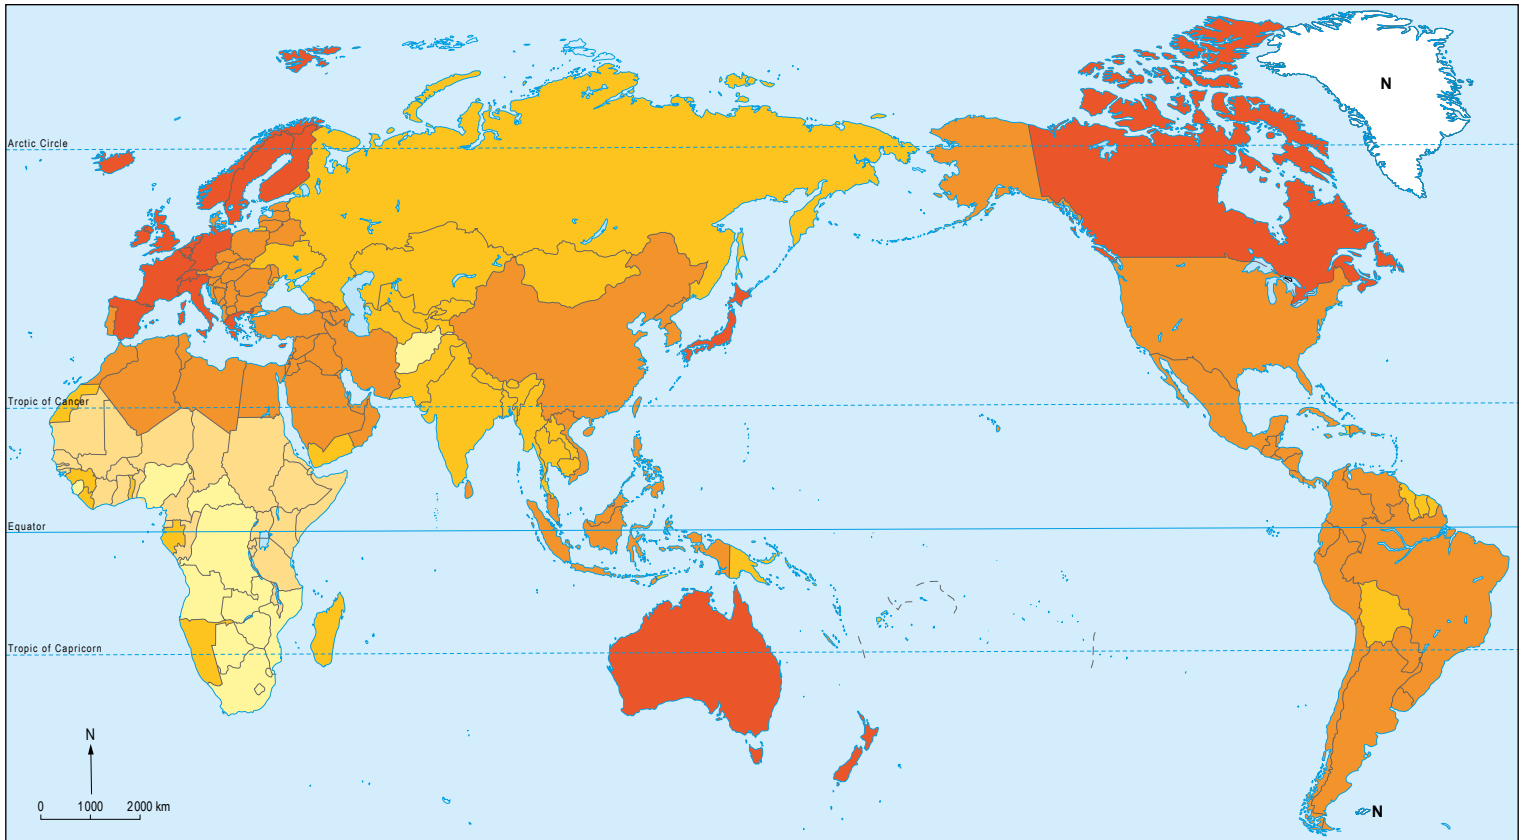 N
Arctic Circle
Tropic of Cancer
Equator
Tropic of Capricorn
N
0 1000 2000 km
N